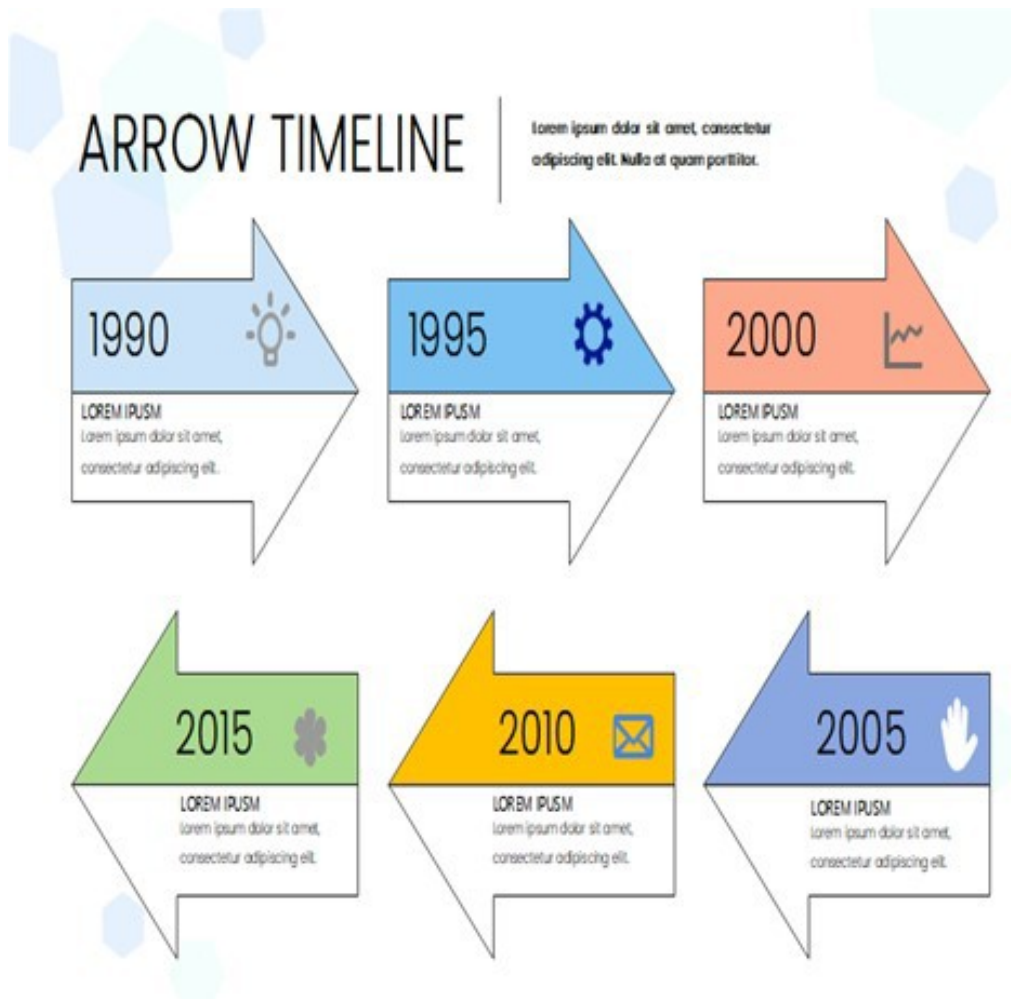 ARROW TIMELINE
Lorem ipsum dolor sit amet, consectetur
adipiscing elit. Nulla at quam porttitor.
1990
LOREM IPUSM
Lorem ipsum dolor sit amet,
consectetur adipiscing elit.
1995
LOREM IPUSM
Lorem ipsum dolor sit amet,
consectetur adipiscing elit.
2000
LOREM IPUSM
Lorem ipsum dolor sit amet,
consectetur adipiscing elit.
2015
LOREM IPUSM
Lorem ipsum dolor sit amet,
consectetur adipiscing elit.
2010
LOREM IPUSM
Lorem ipsum dolor sit amet,
consectetur adipiscing elit.
2005
LOREM IPUSM
Lorem ipsum dolor sit amet,
consectetur adipiscing elit.